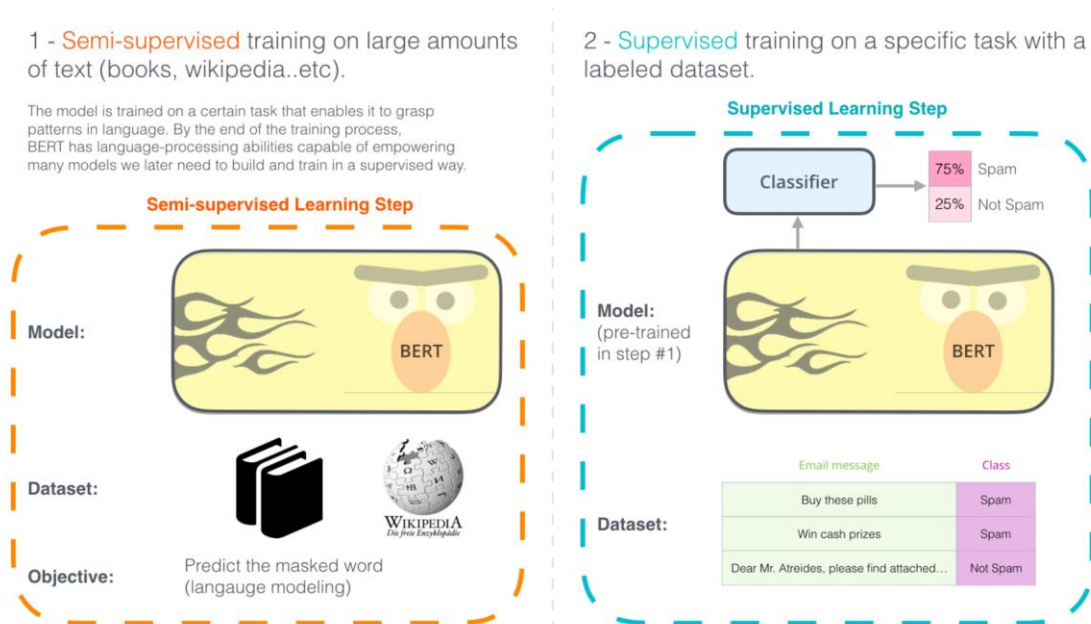 1 - Semi-supervised training on large amounts
of text (books, wikipedia..etc).
The model is trained on a certain task that enables it to grasp
patterns in language. By the end of the training process,
BERT has language-processing abilities capable of empowering
many models we later need to build and train in a supervised way.
Semi-supervised Learning Step
Model:
BERT
Dataset:
WIKIPEDIA
Die freie Enzyklopädie
Objective:
Predict the masked word
(langauge modeling)
2 - Supervised training on a specific task with a
labeled dataset.
Supervised Learning Step
Classifier
75% Spam
25% Not Spam
Model:
(pre-trained
in step #1)
BERT
Dataset:
Email message Class
Buy these pills Spam
Win cash prizes Spam
Dear Mr. Atreides, please find attached... Not Spam